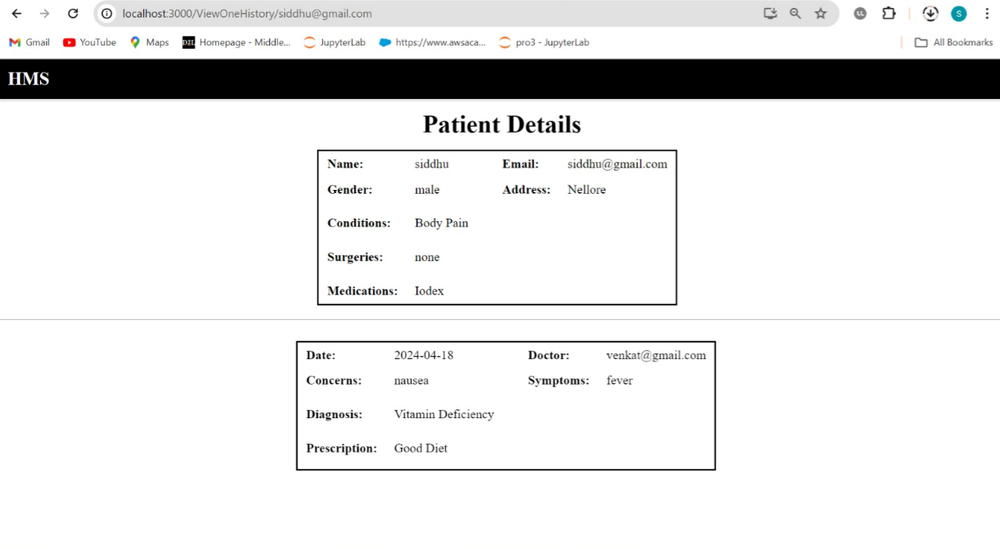 localhost:3000/ViewOneHistory/siddhu@gmail.com
LL
S
Gmail YouTube Maps D2L Homepage - Middle... JupyterLab https://www.awsaca... pro3 - JupyterLab All Bookmarks
HMS
Patient Details
Name: siddhu Email: siddhu@gmail.com
Gender: male Address: Nellore
Conditions: Body Pain
Surgeries: none
Medications: Iodex
Date: 2024-04-18 Doctor: venkat@gmail.com
Concerns: nausea Symptoms: fever
Diagnosis: Vitamin Deficiency
Prescription: Good Diet